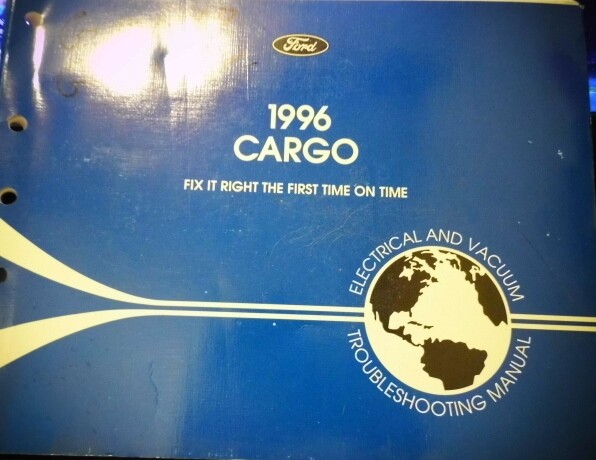 Ford
1996
CARGO
FIX IT RIGHT THE FIRST TIME ON TIME
ELECTRICAL AND VACUUM
TROUBLESHOOTING MANUAL